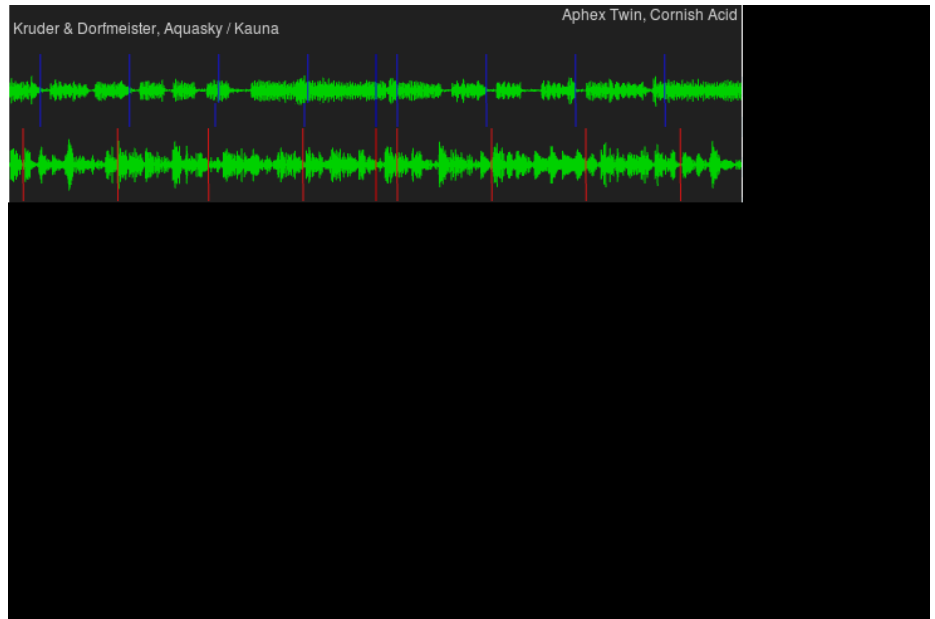 Aphex Twin, Cornish Acid
Kruder & Dorfmeister, Aquasky / Kauna